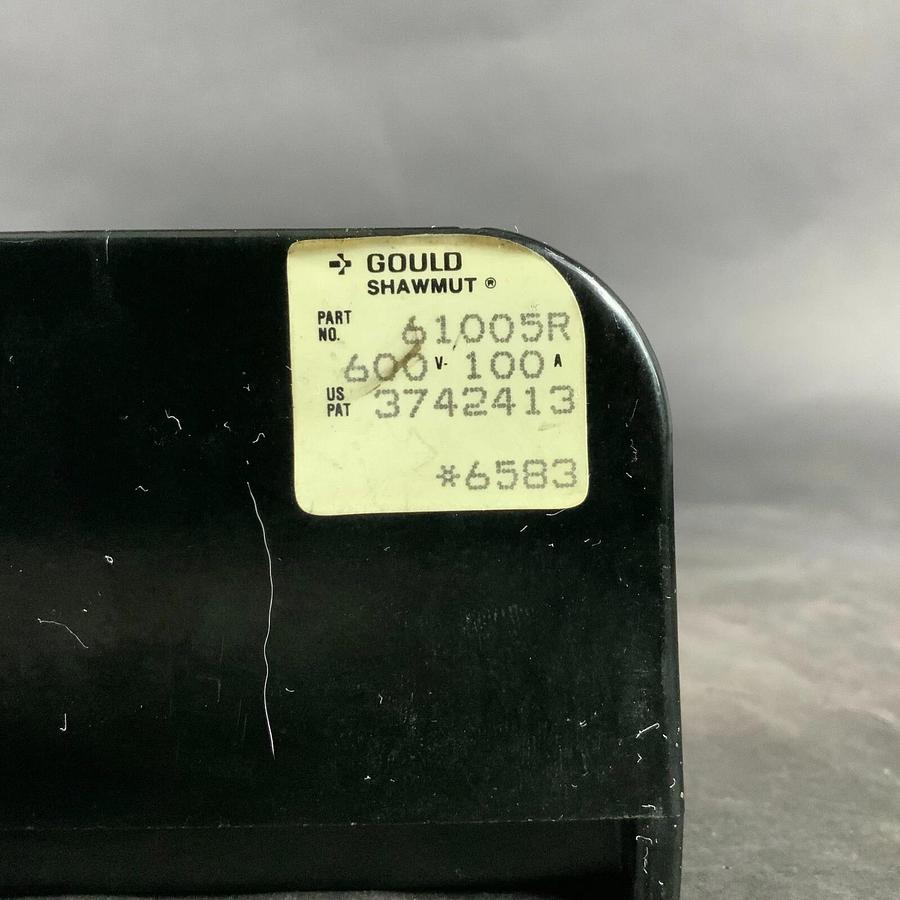 GOULD
SHAWMUT ®
PART NO. 61005R
600 V- 100 A
US PAT 3742413
*6583